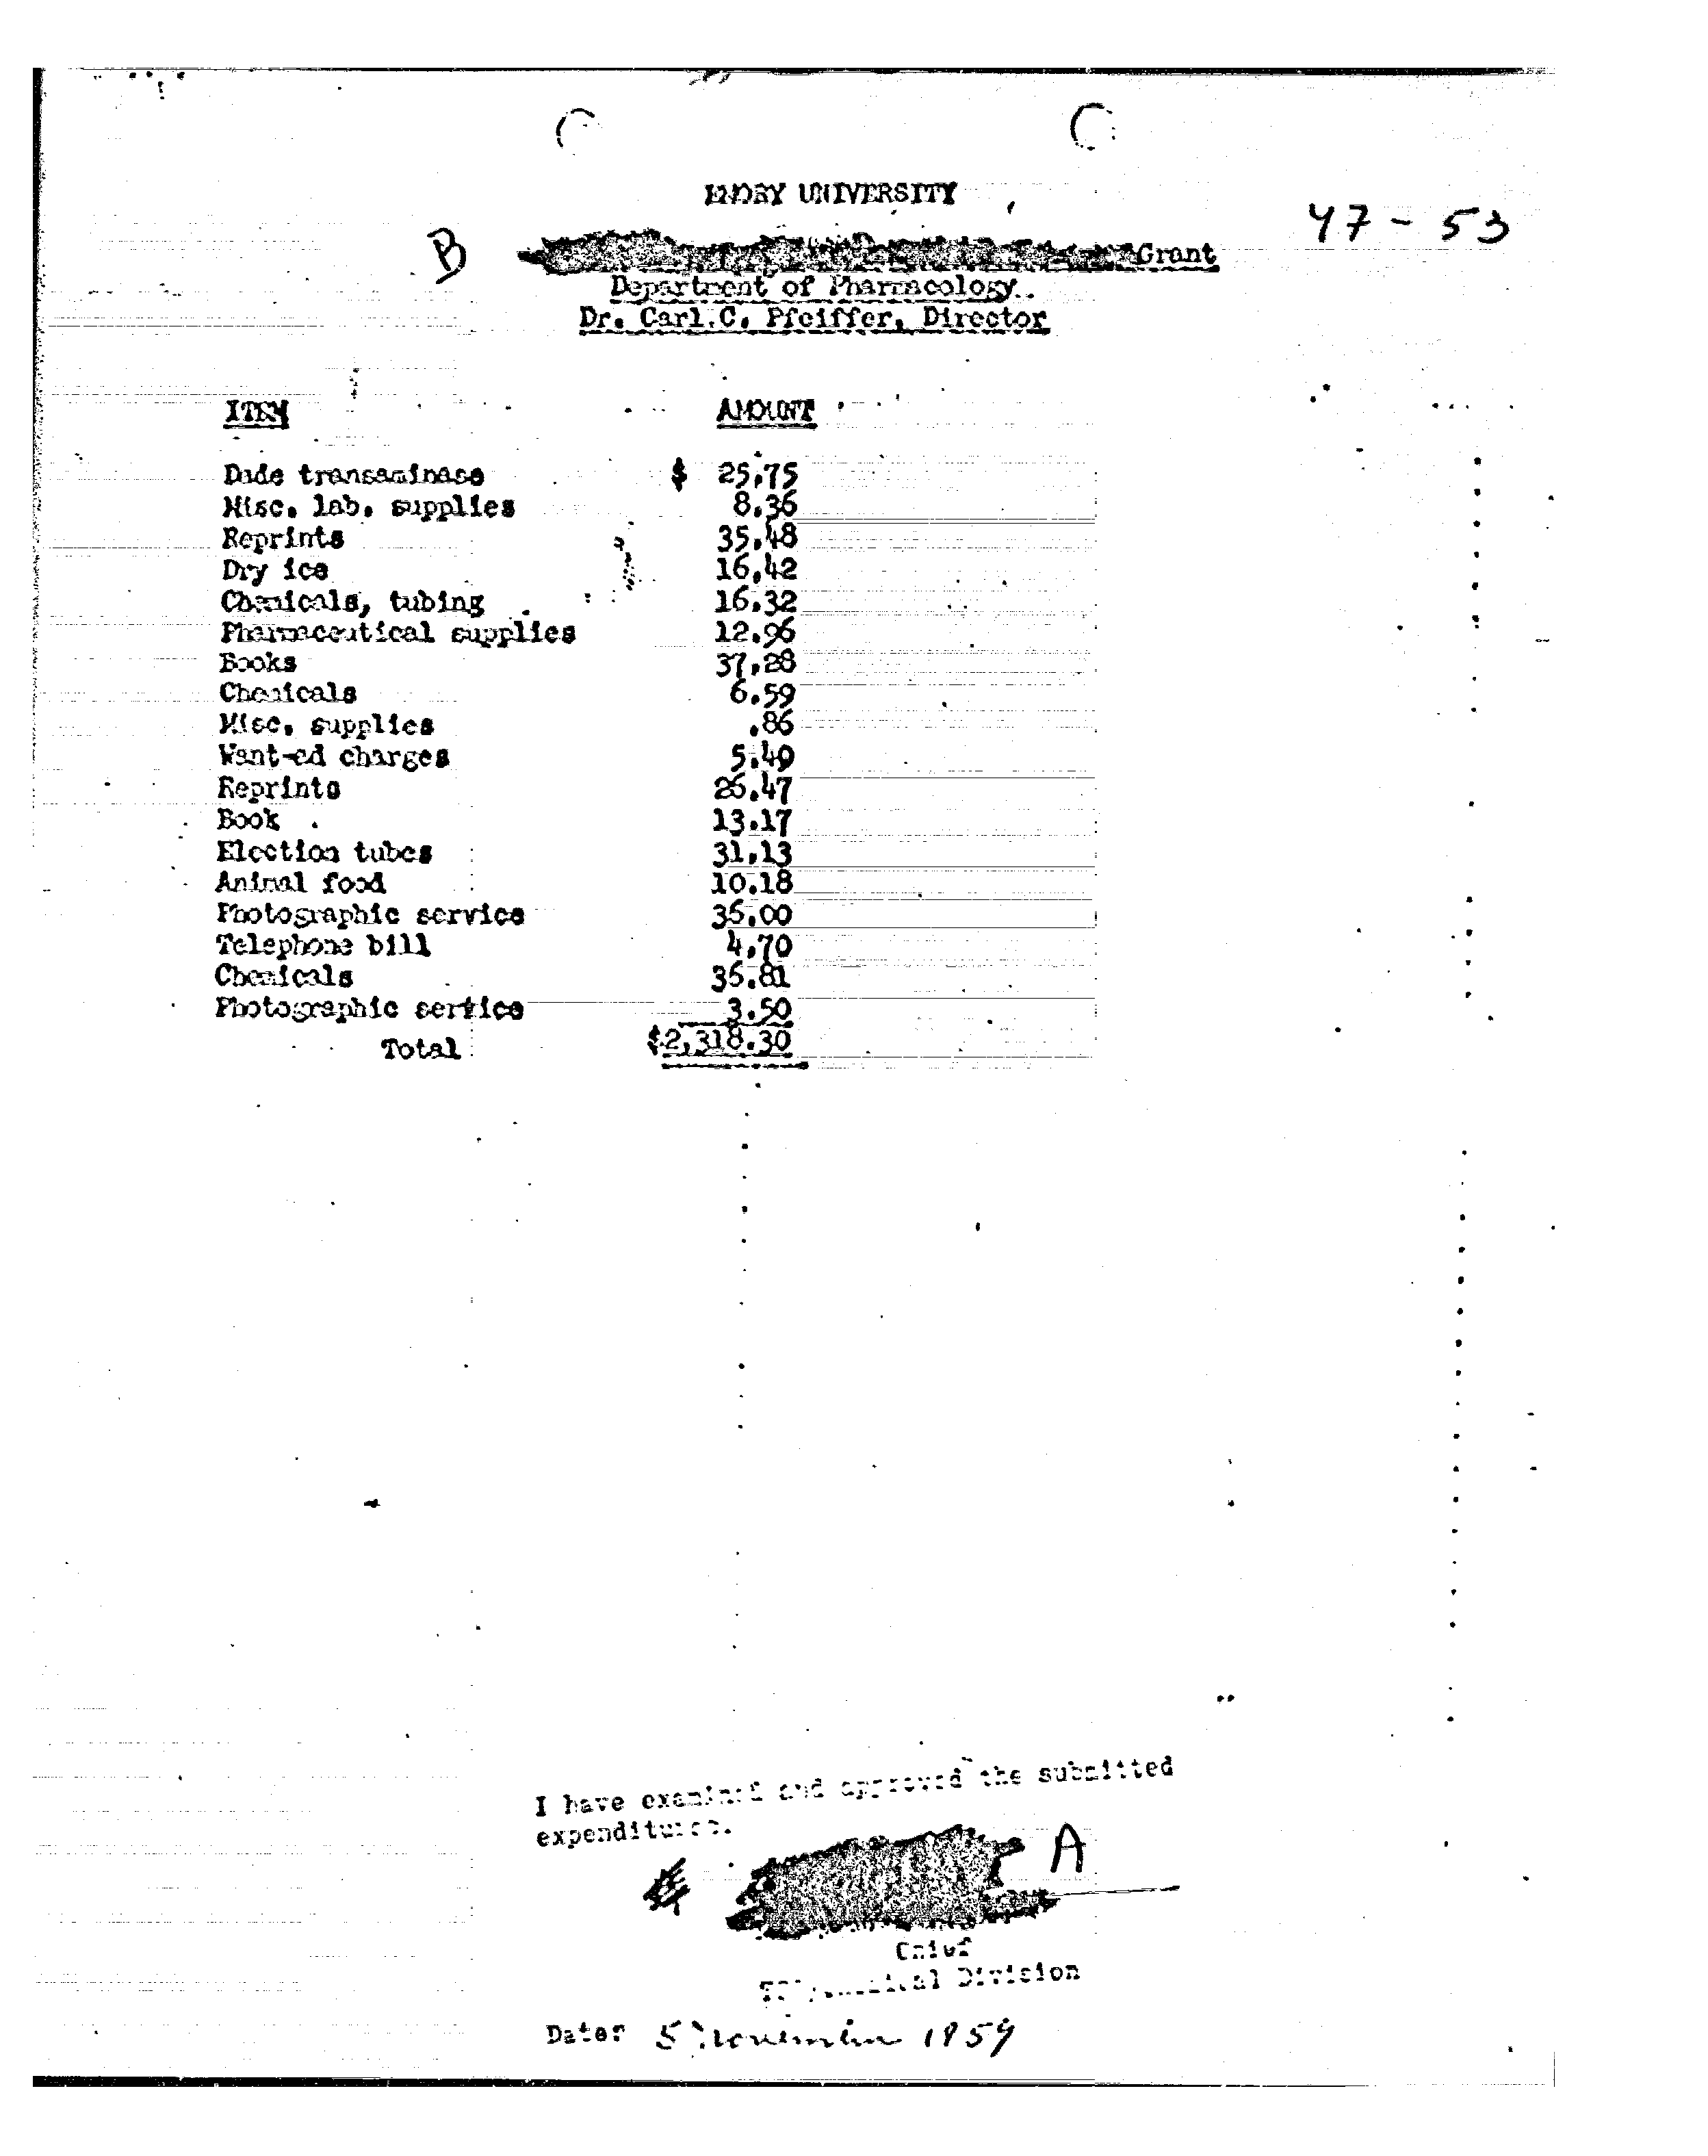 EMORY UNIVERSITY
47-53
B
Grant
Department of Pharmacology
Dr. Carl C. Pfeiffer, Director
ITEM AMOUNT
Dade transaminase $ 25.75
Misc. lab. supplies 8.36
Reprints 35.48
Dry ice 16.42
Chemicals, tubing 16.32
Pharmaceutical supplies 12.96
Books 37.28
Chemicals 6.59
Misc. supplies .86
Want-ad charges 5.49
Reprints 26.47
Book 13.17
Election tubes 31.13
Animal food 10.18
Photographic service 36.00
Telephone bill 4.70
Chemicals 36.81
Photographic service 3.50
Total $2,318.30
I have examined and approved the submitted
expenditures.
A
Chief
Division
Date: 5 November 1959